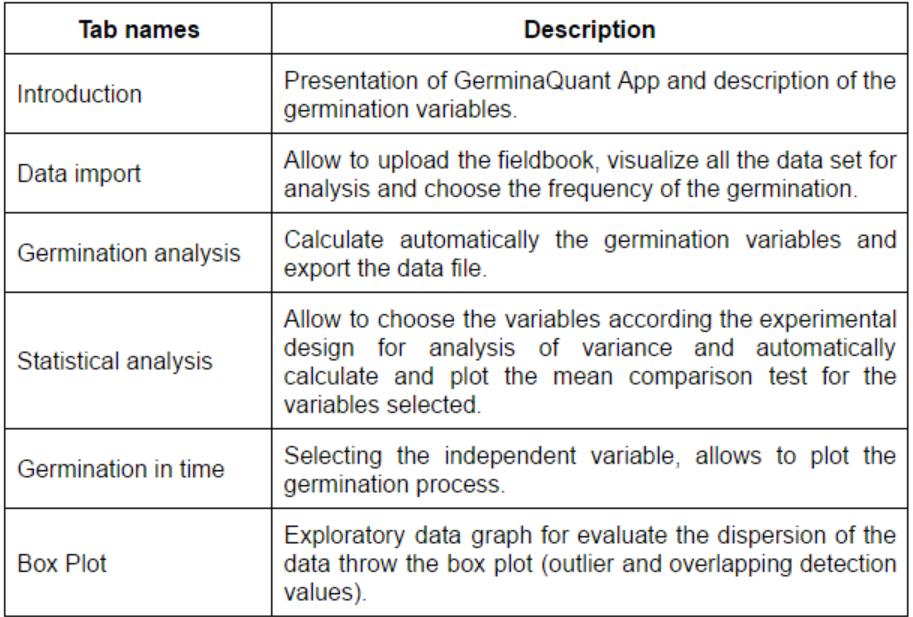 Tab names
Description
Introduction
Presentation of GerminaQuant App and description of the
germination variables.
Data import
Allow to upload the fieldbook, visualize all the data set for
analysis and choose the frequency of the germination.
Germination analysis
Calculate automatically the germination variables and
export the data file.
Statistical analysis
Allow to choose the variables according the experimental
design for analysis of variance and automatically
calculate and plot the mean comparison test for the
variables selected.
Germination in time
Selecting the independent variable, allows to plot the
germination process.
Box Plot
Exploratory data graph for evaluate the dispersion of the
data throw the box plot (outlier and overlapping detection
values).